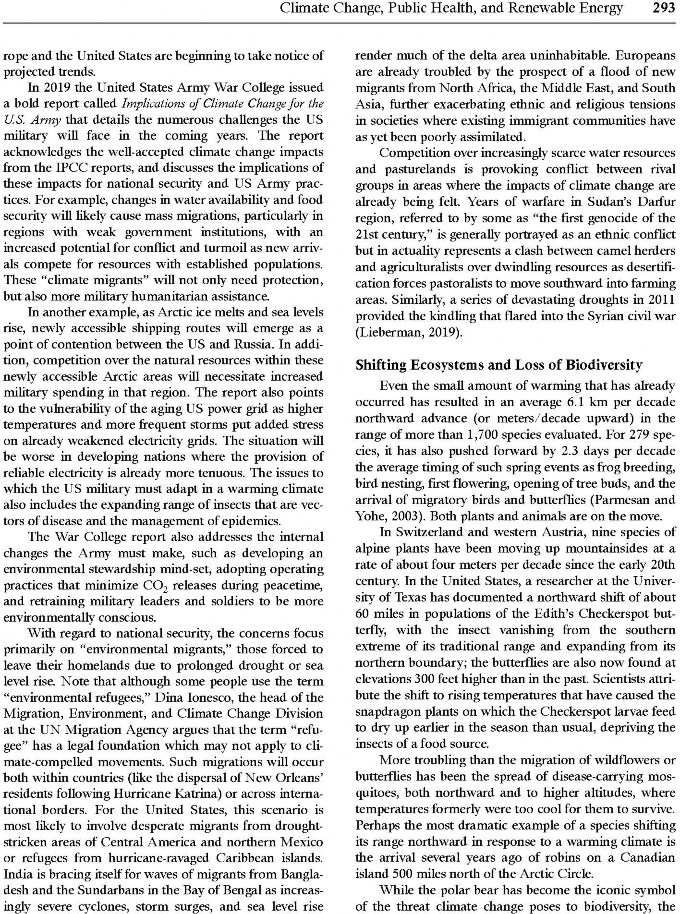 Climate Change, Public Health, and Renewable Energy 293
rope and the United States are beginning to take notice of
projected trends.
In 2019 the United States Army War College issued
a bold report called Implications of Climate Change for the
U.S. Army that details the numerous challenges the US
military will face in the coming years. The report
acknowledges the well-accepted climate change impacts
from the IPCC reports, and discusses the implications of
these impacts for national security and US Army prac-
tices. For example, changes in water availability and food
security will likely cause mass migrations, particularly in
regions with weak government institutions, with an
increased potential for conflict and turmoil as new arriv-
als compete for resources with established populations.
These “climate migrants” will not only need protection,
but also more military humanitarian assistance.
In another example, as Arctic ice melts and sea levels
rise, newly accessible shipping routes will emerge as a
point of contention between the US and Russia. In addi-
tion, competition over the natural resources within these
newly accessible Arctic areas will necessitate increased
military spending in that region. The report also points
to the vulnerability of the aging US power grid as higher
temperatures and more frequent storms put added stress
on already weakened electricity grids. The situation will
be worse in developing nations where the provision of
reliable electricity is already more tenuous. The issues to
which the US military must adapt in a warming climate
also includes the expanding range of insects that are vec-
tors of disease and the management of epidemics.
The War College report also addresses the internal
changes the Army must make, such as developing an
environmental stewardship mind-set, adopting operating
practices that minimize CO₂ releases during peacetime,
and retraining military leaders and soldiers to be more
environmentally conscious.
With regard to national security, the concerns focus
primarily on “environmental migrants,” those forced to
leave their homelands due to prolonged drought or sea
level rise. Note that although some people use the term
“environmental refugees,” Dina Ionesco, the head of the
Migration, Environment, and Climate Change Division
at the UN Migration Agency argues that the term “refu-
gee” has a legal foundation which may not apply to cli-
mate-compelled movements. Such migrations will occur
both within countries (like the dispersal of New Orleans’
residents following Hurricane Katrina) or across interna-
tional borders. For the United States, this scenario is
most likely to involve desperate migrants from drought-
stricken areas of Central America and northern Mexico
or refugees from hurricane-ravaged Caribbean islands.
India is bracing itself for waves of migrants from Bangla-
desh and the Sundarbans in the Bay of Bengal as increas-
ingly severe cyclones, storm surges, and sea level rise
render much of the delta area uninhabitable. Europeans
are already troubled by the prospect of a flood of new
migrants from North Africa, the Middle East, and South
Asia, further exacerbating ethnic and religious tensions
in societies where existing immigrant communities have
as yet been poorly assimilated.
Competition over increasingly scarce water resources
and pasturelands is provoking conflict between rival
groups in areas where the impacts of climate change are
already being felt. Years of warfare in Sudan’s Darfur
region, referred to by some as “the first genocide of the
21st century,” is generally portrayed as an ethnic conflict
but in actuality represents a clash between camel herders
and agriculturalists over dwindling resources as desertifi-
cation forces pastoralists to move southward into farming
areas. Similarly, a series of devastating droughts in 2011
provided the kindling that flared into the Syrian civil war
(Lieberman, 2019).
Shifting Ecosystems and Loss of Biodiversity
Even the small amount of warming that has already
occurred has resulted in an average 6.1 km per decade
northward advance (or meters/decade upward) in the
range of more than 1,700 species evaluated. For 279 spe-
cies, it has also pushed forward by 2.3 days per decade
the average timing of such spring events as frog breeding,
bird nesting, first flowering, opening of tree buds, and the
arrival of migratory birds and butterflies (Parmesan and
Yohe, 2003). Both plants and animals are on the move.
In Switzerland and western Austria, nine species of
alpine plants have been moving up mountainsides at a
rate of about four meters per decade since the early 20th
century. In the United States, a researcher at the Univer-
sity of Texas has documented a northward shift of about
60 miles in populations of the Edith’s Checkerspot but-
terfly, with the insect vanishing from the southern
extreme of its traditional range and expanding from its
northern boundary; the butterflies are also now found at
elevations 300 feet higher than in the past. Scientists attri-
bute the shift to rising temperatures that have caused the
snapdragon plants on which the Checkerspot larvae feed
to dry up earlier in the season than usual, depriving the
insects of a food source.
More troubling than the migration of wildflowers or
butterflies has been the spread of disease-carrying mos-
quitoes, both northward and to higher altitudes, where
temperatures formerly were too cool for them to survive.
Perhaps the most dramatic example of a species shifting
its range northward in response to a warming climate is
the arrival several years ago of robins on a Canadian
island 500 miles north of the Arctic Circle.
While the polar bear has become the iconic symbol
of the threat climate change poses to biodiversity, the